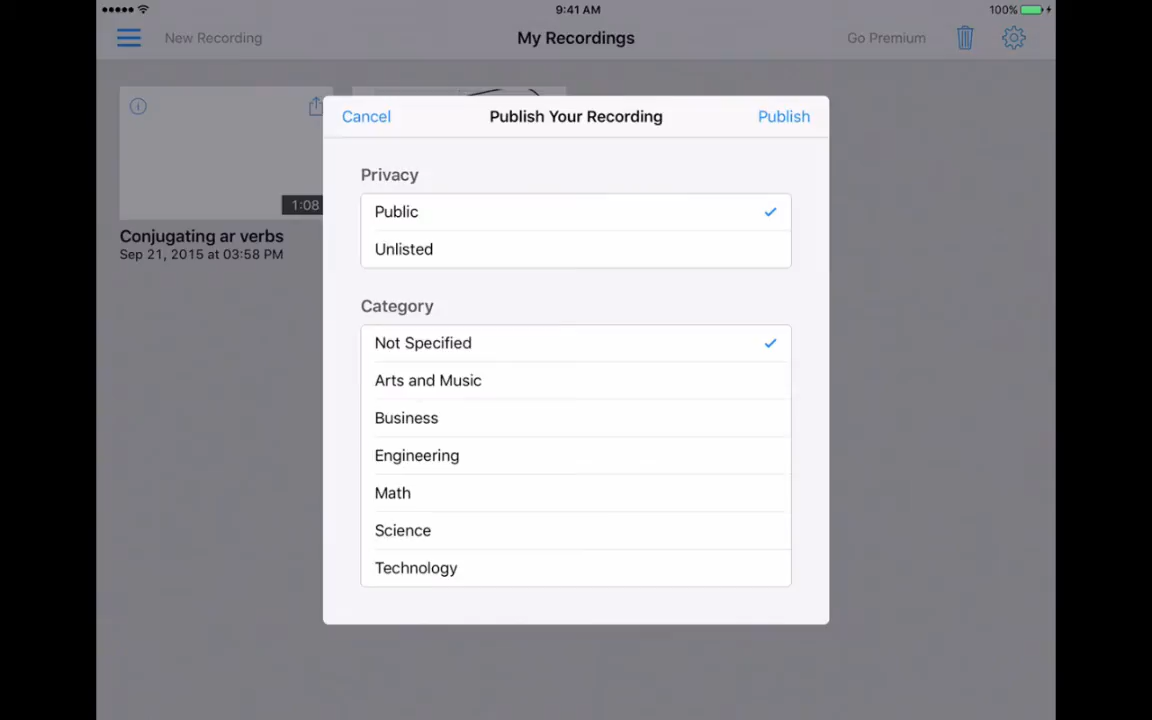 9:41 AM
100%
New Recording
My Recordings
Go Premium
Cancel
Publish Your Recording
Publish
Privacy
Public
Unlisted
1:08
Conjugating ar verbs
Sep 21, 2015 at 03:58 PM
Category
Not Specified
Arts and Music
Business
Engineering
Math
Science
Technology